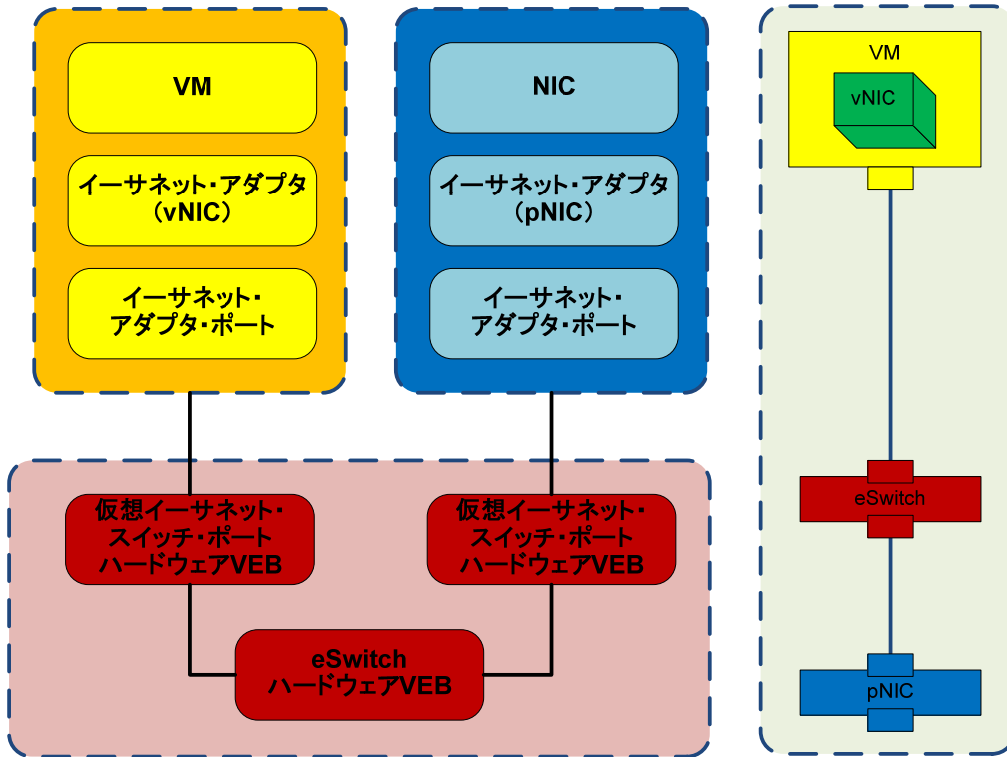 VM
イーサネット・アダプタ
(vNIC)
イーサネット・
アダプタ・ポート
NIC
イーサネット・アダプタ
(pNIC)
イーサネット・
アダプタ・ポート
仮想イーサネット・
スイッチ・ポート
ハードウェアVEB
仮想イーサネット・
スイッチ・ポート
ハードウェアVEB
eSwitch
ハードウェアVEB
VM
vNIC
eSwitch
pNIC